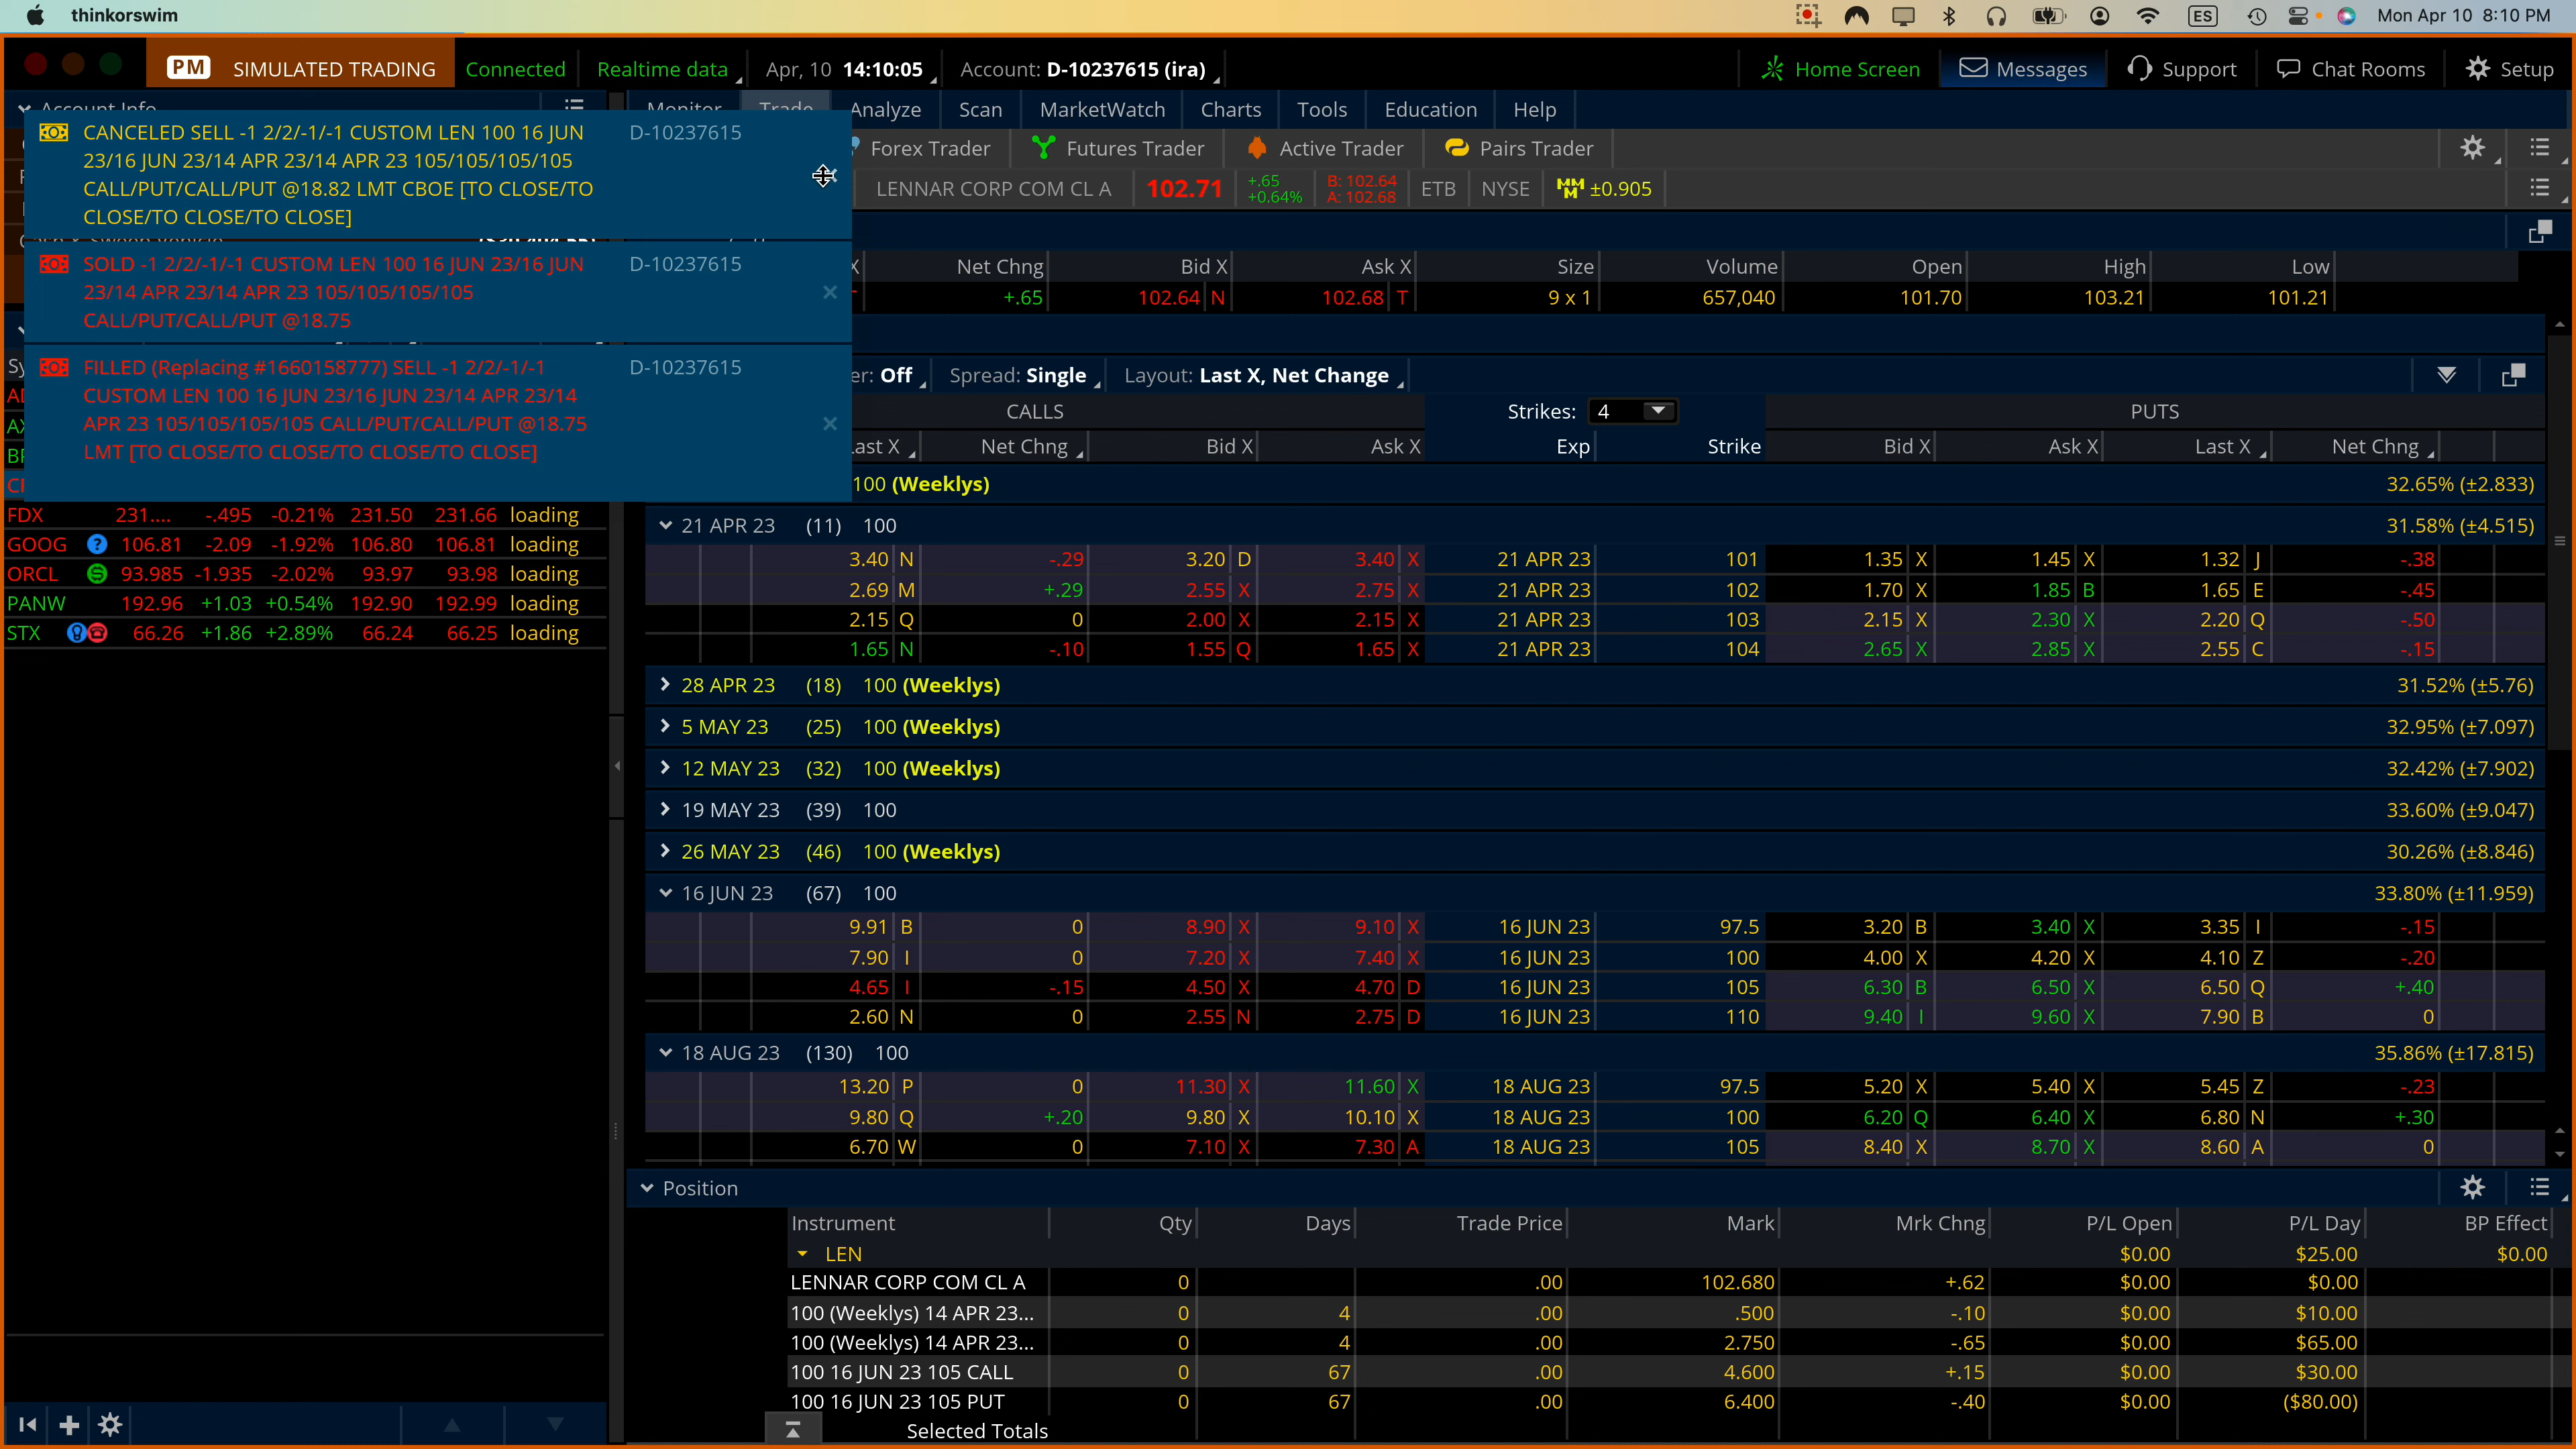 thinkorswim
ES
Mon Apr 10 8:10 PM
PM SIMULATED TRADING Connected Realtime data Apr, 10 14:10:05 Account: D-10237615 (ira) Home Screen Messages Support Chat Rooms Setup
Account Info
Monitor Trade Analyze Scan MarketWatch Charts Tools Education Help
CANCELED SELL -1 2/2/-1/-1 CUSTOM LEN 100 16 JUN
23/16 JUN 23/14 APR 23/14 APR 23 105/105/105/105
CALL/PUT/CALL/PUT @18.82 LMT CBOE [TO CLOSE/TO
CLOSE/TO CLOSE/TO CLOSE]
D-10237615
SOLD -1 2/2/-1/-1 CUSTOM LEN 100 16 JUN 23/16 JUN
23/14 APR 23/14 APR 23 105/105/105/105
CALL/PUT/CALL/PUT @18.75
D-10237615
FILLED (Replacing #1660158777) SELL -1 2/2/-1/-1
CUSTOM LEN 100 16 JUN 23/16 JUN 23/14 APR 23/14
APR 23 105/105/105/105 CALL/PUT/CALL/PUT @18.75
LMT [TO CLOSE/TO CLOSE/TO CLOSE/TO CLOSE]
D-10237615
Forex Trader Futures Trader Active Trader Pairs Trader
LENNAR CORP COM CL A 102.71 +.65 +0.64% B: 102.64 A: 102.68 ETB NYSE MMM ±0.905
Net Chng Bid X Ask X Size Volume Open High Low
+.65 102.64 N 102.68 T 9 x 1 657,040 101.70 103.21 101.21
Off Spread: Single Layout: Last X, Net Change
CALLS Strikes: 4 PUTS
Net Chng Bid X Ask X Exp Strike Bid X Ask X Last X Net Chng
100 (Weeklys) 32.65% (±2.833)
FDX 231.... -.495 -0.21% 231.50 231.66 loading
GOOG 106.81 -2.09 -1.92% 106.80 106.81 loading
ORCL 93.985 -1.935 -2.02% 93.97 93.98 loading
PANW 192.96 +1.03 +0.54% 192.90 192.99 loading
STX 66.26 +1.86 +2.89% 66.24 66.25 loading
21 APR 23 (11) 100 31.58% (±4.515)
3.40 N -.29 3.20 D 3.40 X 21 APR 23 101 1.35 X 1.45 X 1.32 J -.38
2.69 M +.29 2.55 X 2.75 X 21 APR 23 102 1.70 X 1.85 B 1.65 E -.45
2.15 Q 0 2.00 X 2.15 X 21 APR 23 103 2.15 X 2.30 X 2.20 Q -.50
1.65 N -.10 1.55 Q 1.65 X 21 APR 23 104 2.65 X 2.85 X 2.55 C -.15
28 APR 23 (18) 100 (Weeklys) 31.52% (±5.76)
5 MAY 23 (25) 100 (Weeklys) 32.95% (±7.097)
12 MAY 23 (32) 100 (Weeklys) 32.42% (±7.902)
19 MAY 23 (39) 100 33.60% (±9.047)
26 MAY 23 (46) 100 (Weeklys) 30.26% (±8.846)
16 JUN 23 (67) 100 33.80% (±11.959)
9.91 B 0 8.90 X 9.10 X 16 JUN 23 97.5 3.20 B 3.40 X 3.35 I -.15
7.90 I 0 7.20 X 7.40 X 16 JUN 23 100 4.00 X 4.20 X 4.10 Z -.20
4.65 I -.15 4.50 X 4.70 D 16 JUN 23 105 6.30 B 6.50 X 6.50 Q +.40
2.60 N 0 2.55 N 2.75 D 16 JUN 23 110 9.40 I 9.60 X 7.90 B 0
18 AUG 23 (130) 100 35.86% (±17.815)
13.20 P 0 11.30 X 11.60 X 18 AUG 23 97.5 5.20 X 5.40 X 5.45 Z -.23
9.80 Q +.20 9.80 X 10.10 X 18 AUG 23 100 6.20 Q 6.40 X 6.80 N +.30
6.70 W 0 7.10 X 7.30 A 18 AUG 23 105 8.40 X 8.70 X 8.60 A 0
Position
Instrument Qty Days Trade Price Mark Mrk Chng P/L Open P/L Day BP Effect
LEN $0.00 $25.00 $0.00
LENNAR CORP COM CL A 0 .00 102.680 +.62 $0.00 $0.00
100 (Weeklys) 14 APR 23... 0 4 .00 .500 -.10 $0.00 $10.00
100 (Weeklys) 14 APR 23... 0 4 .00 2.750 -.65 $0.00 $65.00
100 16 JUN 23 105 CALL 0 67 .00 4.600 +.15 $0.00 $30.00
100 16 JUN 23 105 PUT 0 67 .00 6.400 -.40 $0.00 ($80.00)
Selected Totals